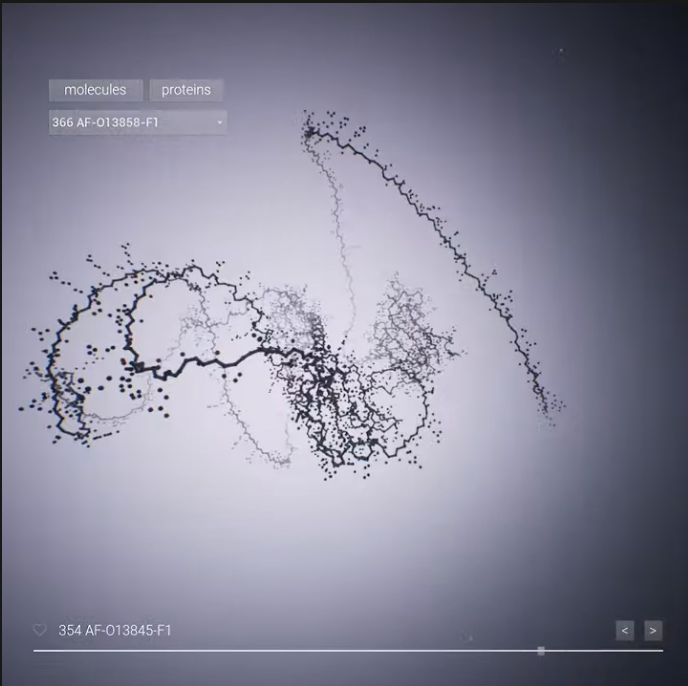 molecules proteins
366 AF-O13858-F1
354 AF-O13845-F1
< >